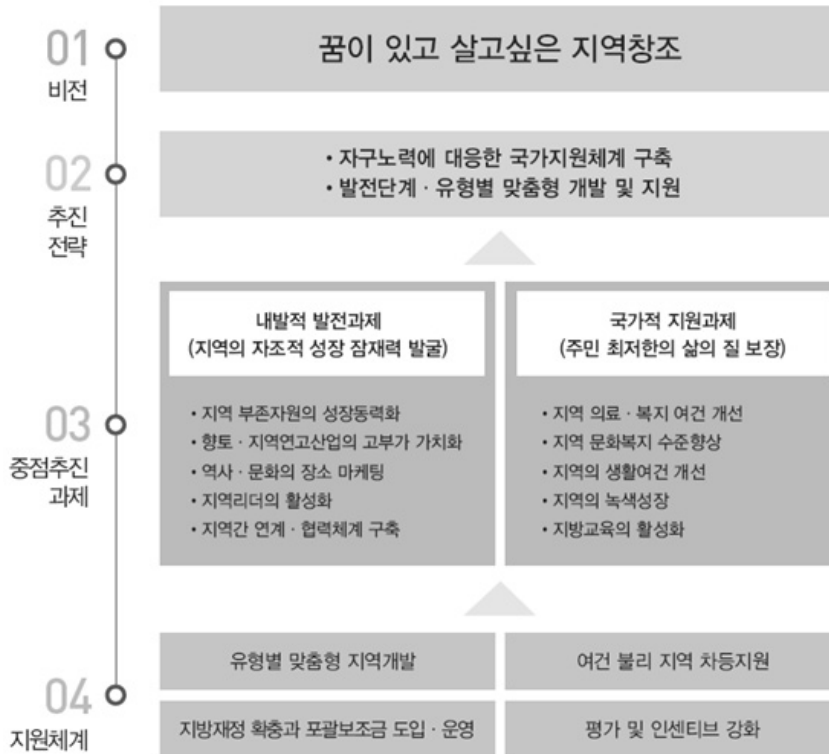 01
비전
꿈이 있고 살고싶은 지역창조
02
추진
전략
• 자구노력에 대응한 국가지원체계 구축
• 발전단계 · 유형별 맞춤형 개발 및 지원
03
중점추진
과제
내발적 발전과제
(지역의 자조적 성장 잠재력 발굴)
• 지역 부존자원의 성장동력화
• 향토 · 지역연고산업의 고부가 가치화
• 역사 · 문화의 장소 마케팅
• 지역리더의 활성화
• 지역간 연계 · 협력체계 구축
국가적 지원과제
(주민 최저한의 삶의 질 보장)
• 지역 의료 · 복지 여건 개선
• 지역 문화복지 수준향상
• 지역의 생활여건 개선
• 지역의 녹색성장
• 지방교육의 활성화
04
지원체계
유형별 맞춤형 지역개발
여건 불리 지역 차등지원
지방재정 확충과 포괄보조금 도입 · 운영
평가 및 인센티브 강화